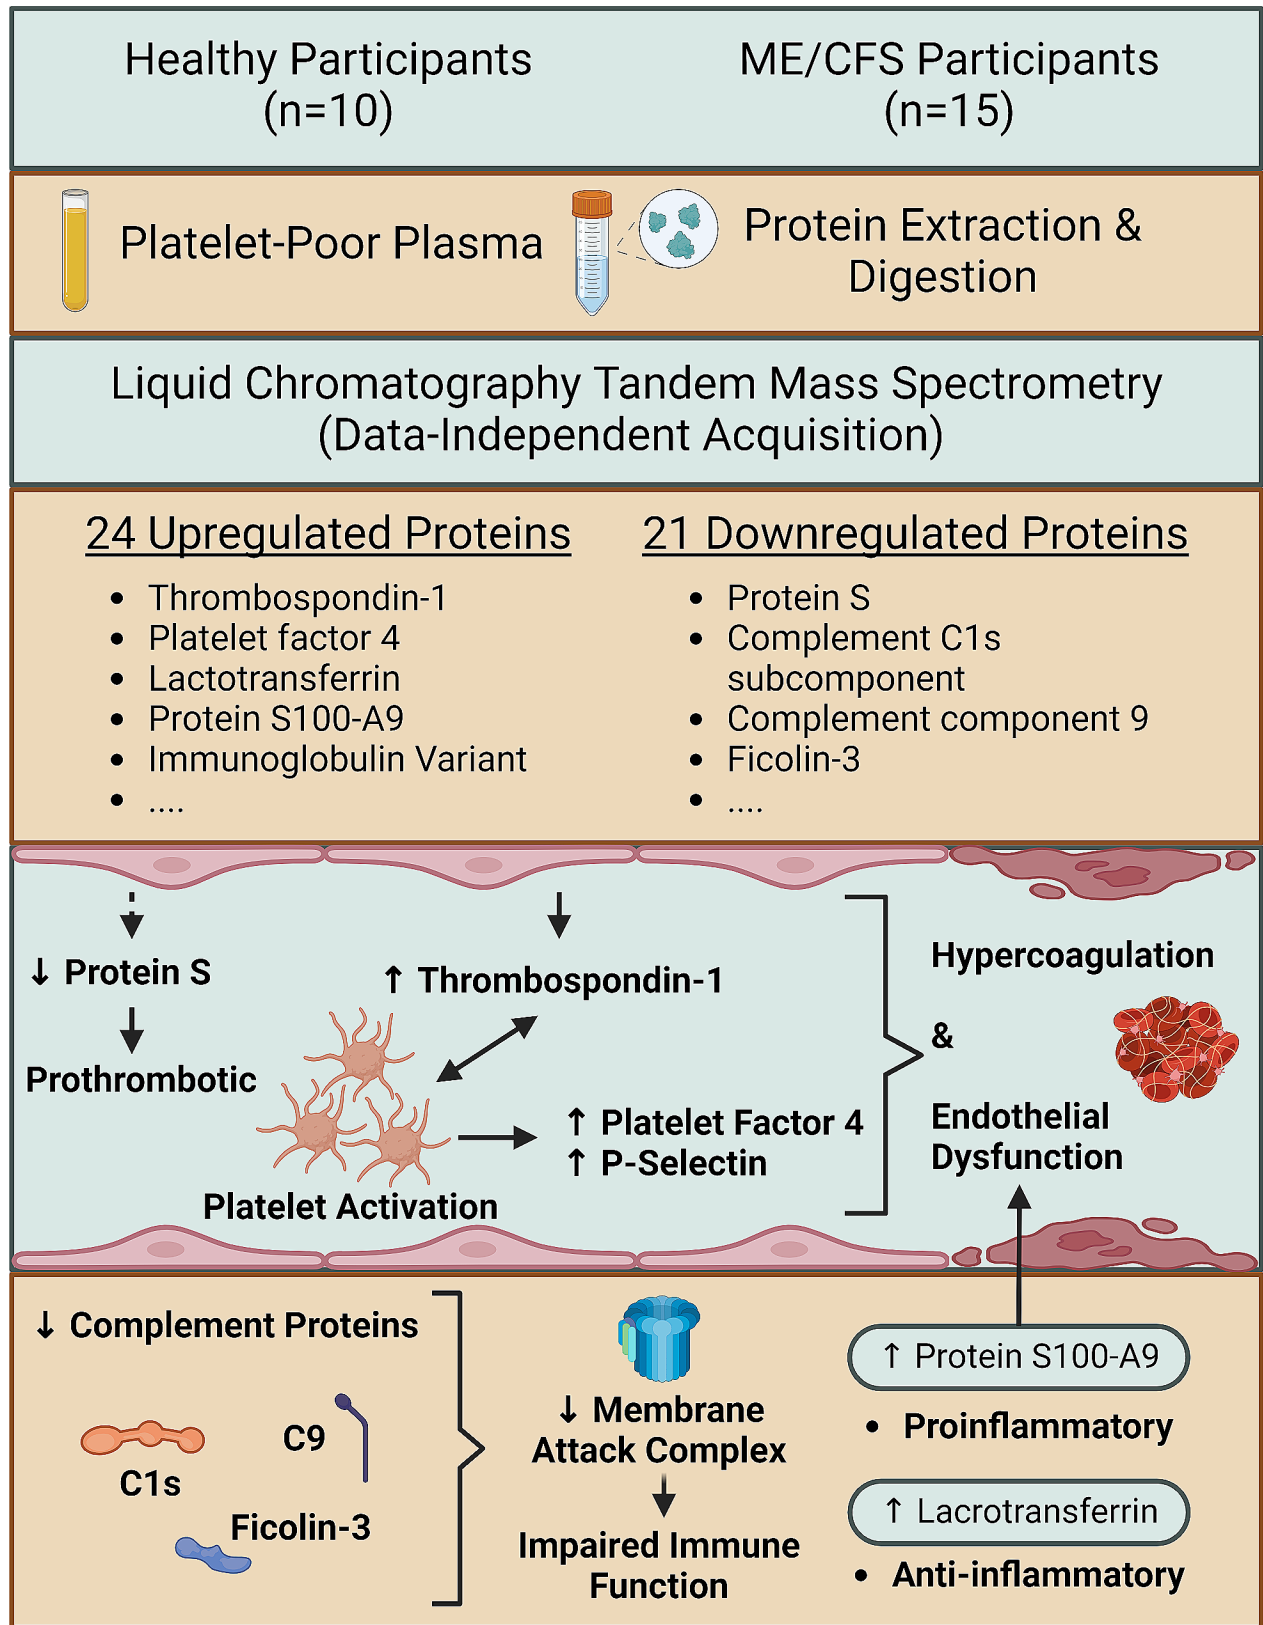 Healthy Participants
(n=10)
ME/CFS Participants
(n=15)
Platelet-Poor Plasma
Protein Extraction &
Digestion
Liquid Chromatography Tandem Mass Spectrometry
(Data-Independent Acquisition)
24 Upregulated Proteins
• Thrombospondin-1
• Platelet factor 4
• Lactotransferrin
• Protein S100-A9
• Immunoglobulin Variant
• ....
21 Downregulated Proteins
• Protein S
• Complement C1s
subcomponent
• Complement component 9
• Ficolin-3
• ....
↓ Protein S
Prothrombotic
↑ Thrombospondin-1
↑ Platelet Factor 4
↑ P-Selectin
Platelet Activation
Hypercoagulation
&
Endothelial
Dysfunction
↓ Complement Proteins
C1s
C9
Ficolin-3
↓ Membrane
Attack Complex
Impaired Immune
Function
↑ Protein S100-A9
• Proinflammatory
↑ Lacrotransferrin
• Anti-inflammatory